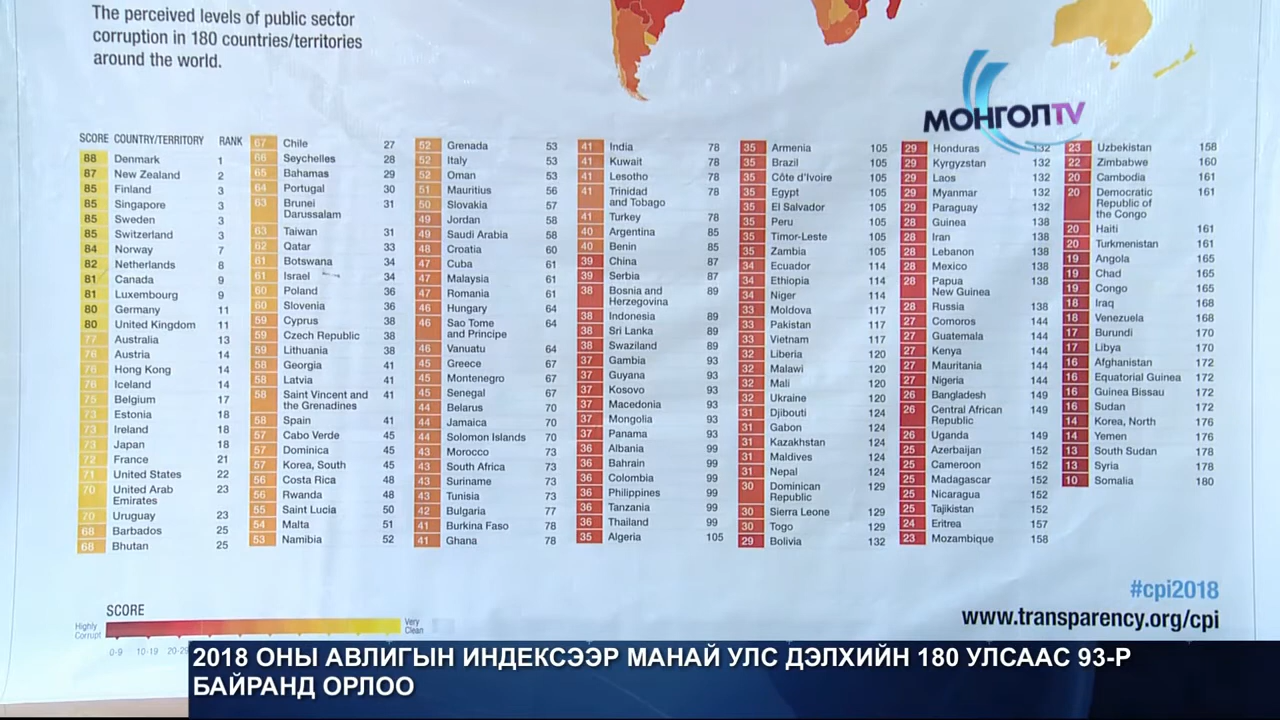 The perceived levels of public sector
corruption in 180 countries/territories
around the world.
МОНГОЛTV
SCORE COUNTRY/TERRITORY RANK
88 Denmark 1
87 New Zealand 2
85 Finland 3
85 Singapore 3
85 Sweden 3
85 Switzerland 3
84 Norway 7
82 Netherlands 8
81 Canada 9
81 Luxembourg 9
80 Germany 11
80 United Kingdom 11
77 Australia 13
76 Austria 14
76 Hong Kong 14
76 Iceland 14
75 Belgium 17
73 Estonia 18
73 Ireland 18
73 Japan 18
72 France 21
71 United States 22
70 United Arab 23
Emirates
70 Uruguay 23
68 Barbados 25
68 Bhutan 25
67 Chile 27
66 Seychelles 28
65 Bahamas 29
64 Portugal 30
63 Brunei 31
Darussalam
63 Taiwan 31
62 Qatar 33
61 Botswana 34
61 Israel 34
60 Poland 36
60 Slovenia 36
59 Cyprus 38
59 Czech Republic 38
59 Lithuania 38
58 Georgia 41
58 Latvia 41
58 Saint Vincent and 41
the Grenadines
58 Spain 41
57 Cabo Verde 45
57 Dominica 45
57 Korea, South 45
56 Costa Rica 48
56 Rwanda 48
55 Saint Lucia 50
54 Malta 51
53 Namibia 52
52 Grenada 53
52 Italy 53
52 Oman 53
51 Mauritius 56
50 Slovakia 57
49 Jordan 58
49 Saudi Arabia 58
48 Croatia 60
47 Cuba 61
47 Malaysia 61
47 Romania 61
46 Hungary 64
46 Sao Tome 64
and Principe
46 Vanuatu 64
45 Greece 67
45 Montenegro 67
45 Senegal 67
44 Belarus 70
44 Jamaica 70
44 Solomon Islands 70
43 Morocco 73
43 South Africa 73
43 Suriname 73
43 Tunisia 73
42 Bulgaria 77
41 Burkina Faso 78
41 Ghana 78
41 India 78
41 Kuwait 78
41 Lesotho 78
41 Trinidad 78
and Tobago
41 Turkey 78
40 Argentina 85
40 Benin 85
39 China 87
39 Serbia 87
38 Bosnia and 89
Herzegovina
38 Indonesia 89
38 Sri Lanka 89
38 Swaziland 89
37 Gambia 93
37 Guyana 93
37 Kosovo 93
37 Macedonia 93
37 Mongolia 93
37 Panama 93
36 Albania 99
36 Bahrain 99
36 Colombia 99
36 Philippines 99
36 Tanzania 99
36 Thailand 99
35 Algeria 105
35 Armenia 105
35 Brazil 105
35 Côte d'Ivoire 105
35 Egypt 105
35 El Salvador 105
35 Peru 105
35 Timor-Leste 105
35 Zambia 105
34 Ecuador 114
34 Ethiopia 114
34 Niger 114
33 Moldova 117
33 Pakistan 117
33 Vietnam 117
32 Liberia 120
32 Malawi 120
32 Mali 120
32 Ukraine 120
31 Djibouti 124
31 Gabon 124
31 Kazakhstan 124
31 Maldives 124
31 Nepal 124
30 Dominican 129
Republic
30 Sierra Leone 129
30 Togo 129
29 Bolivia 132
29 Honduras 132
29 Kyrgyzstan 132
29 Laos 132
29 Myanmar 132
29 Paraguay 132
28 Guinea 138
28 Iran 138
28 Lebanon 138
28 Mexico 138
28 Papua 138
New Guinea
28 Russia 138
27 Comoros 144
27 Guatemala 144
27 Kenya 144
27 Mauritania 144
27 Nigeria 144
26 Bangladesh 149
26 Central African 149
Republic
26 Uganda 149
25 Azerbaijan 152
25 Cameroon 152
25 Madagascar 152
25 Nicaragua 152
25 Tajikistan 152
24 Eritrea 157
23 Mozambique 158
23 Uzbekistan 158
22 Zimbabwe 160
20 Cambodia 161
20 Democratic 161
Republic of
the Congo
20 Haiti 161
20 Turkmenistan 161
19 Angola 165
19 Chad 165
19 Congo 165
18 Iraq 168
18 Venezuela 168
17 Burundi 170
17 Libya 170
16 Afghanistan 172
16 Equatorial Guinea 172
16 Guinea Bissau 172
16 Sudan 172
14 Korea, North 176
14 Yemen 176
13 South Sudan 178
13 Syria 178
10 Somalia 180
#cpi2018
www.transparency.org/cpi
SCORE
Highly
Corrupt
Very
Clean
0-9 10-19 20-29
2018 ОНЫ АВЛИГЫН ИНДЕКСЭЭР МАНАЙ УЛС ДЭЛХИЙН 180 УЛСААС 93-Р
БАЙРАНД ОРЛОО